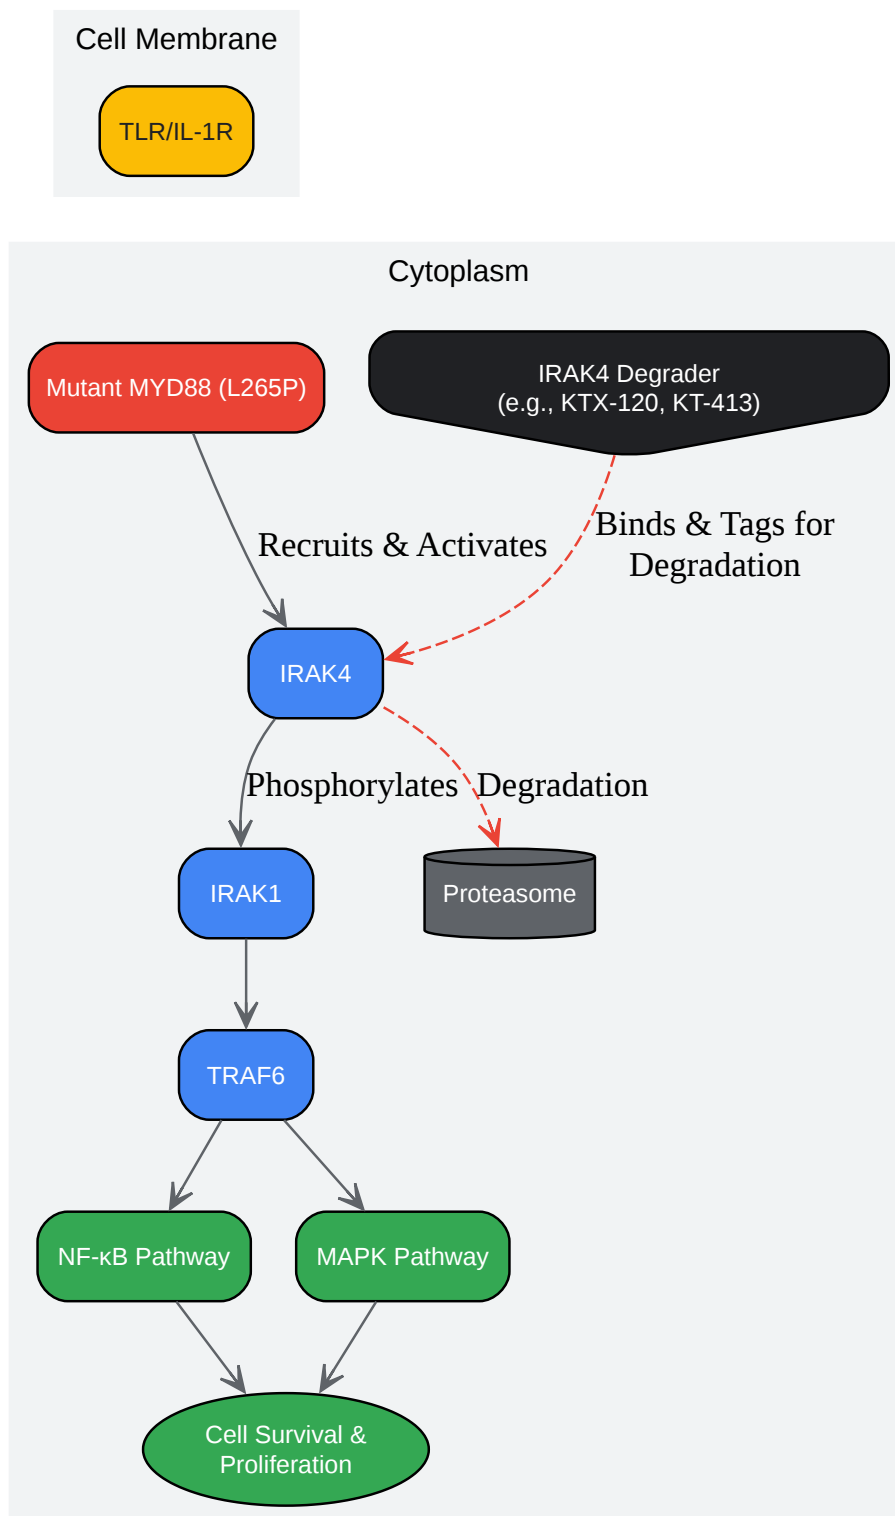 Cell Membrane
TLR/IL-1R
Cytoplasm
Mutant MYD88 (L265P)
IRAK4 Degrader
(e.g., KTX-120, KT-413)
Recruits & Activates
Binds & Tags for
Degradation
IRAK4
Phosphorylates
Degradation
IRAK1
Proteasome
TRAF6
NF-κB Pathway
MAPK Pathway
Cell Survival &
Proliferation